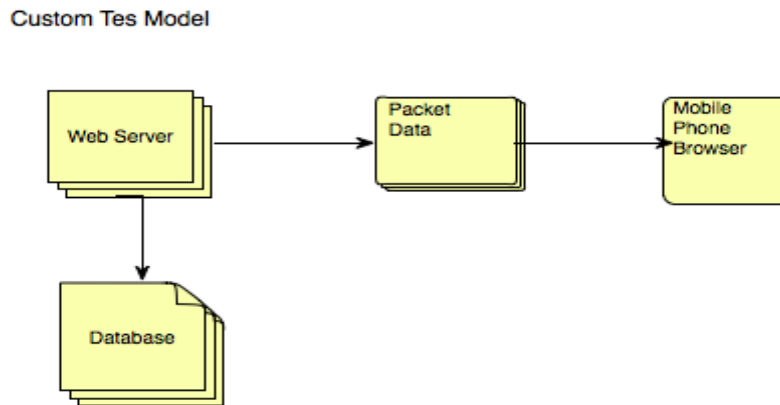 Custom Tes Model
Web Server
Packet
Data
Mobile
Phone
Browser
Database